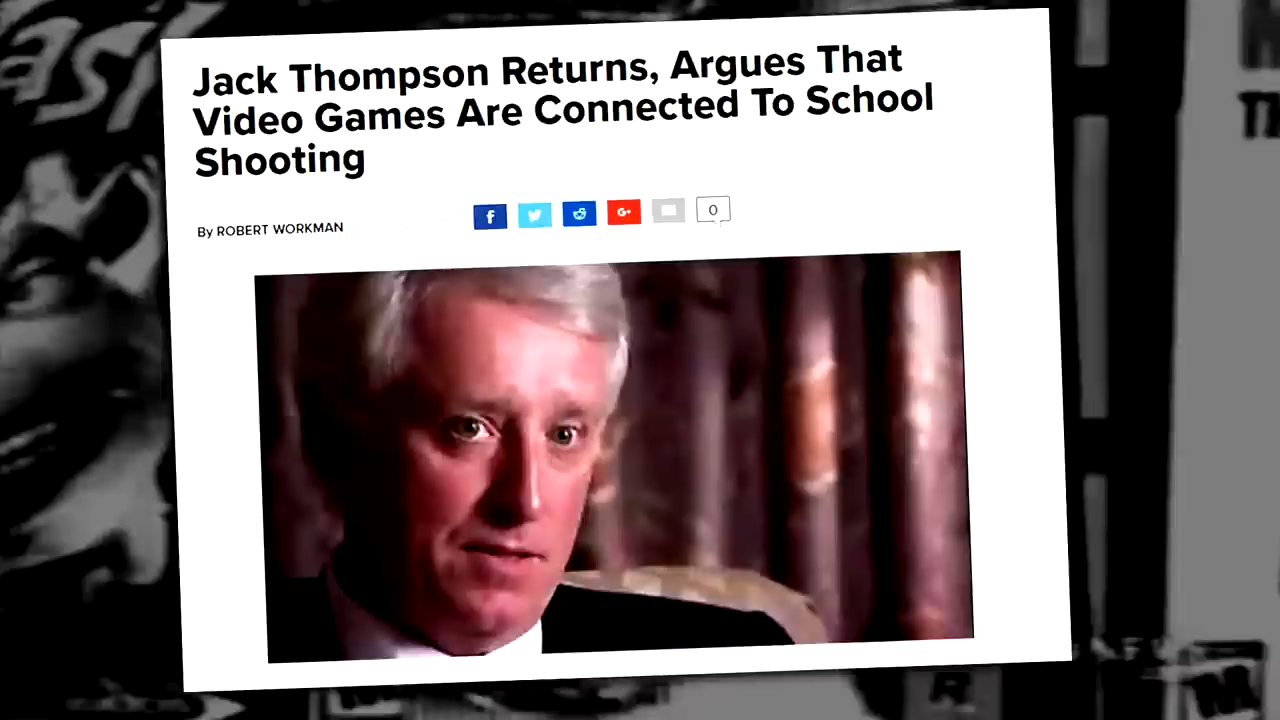 Jack Thompson Returns, Argues That
Video Games Are Connected To School
Shooting
By ROBERT WORKMAN
f
G+
0
R
M